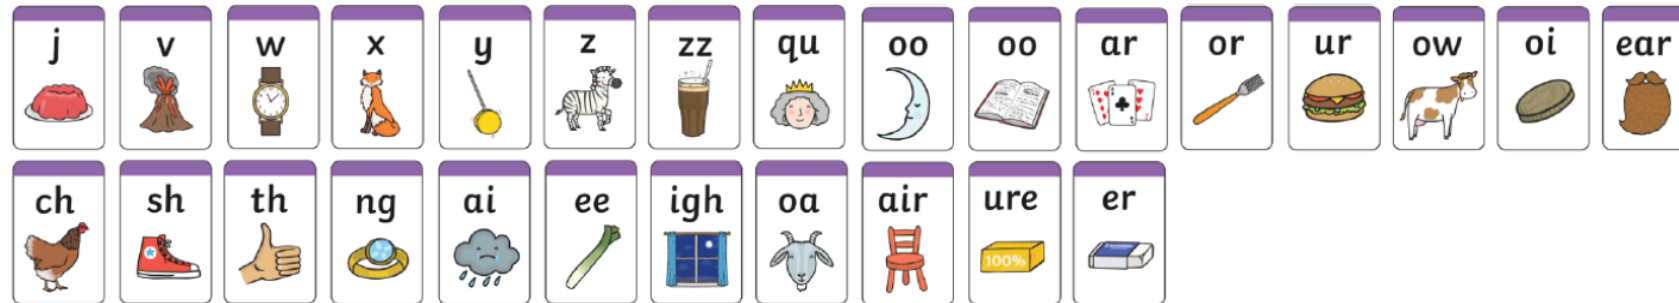 j v w x y z zz qu oo oo ar or ur ow oi ear
ch sh th ng ai ee igh oa air ure er
100%